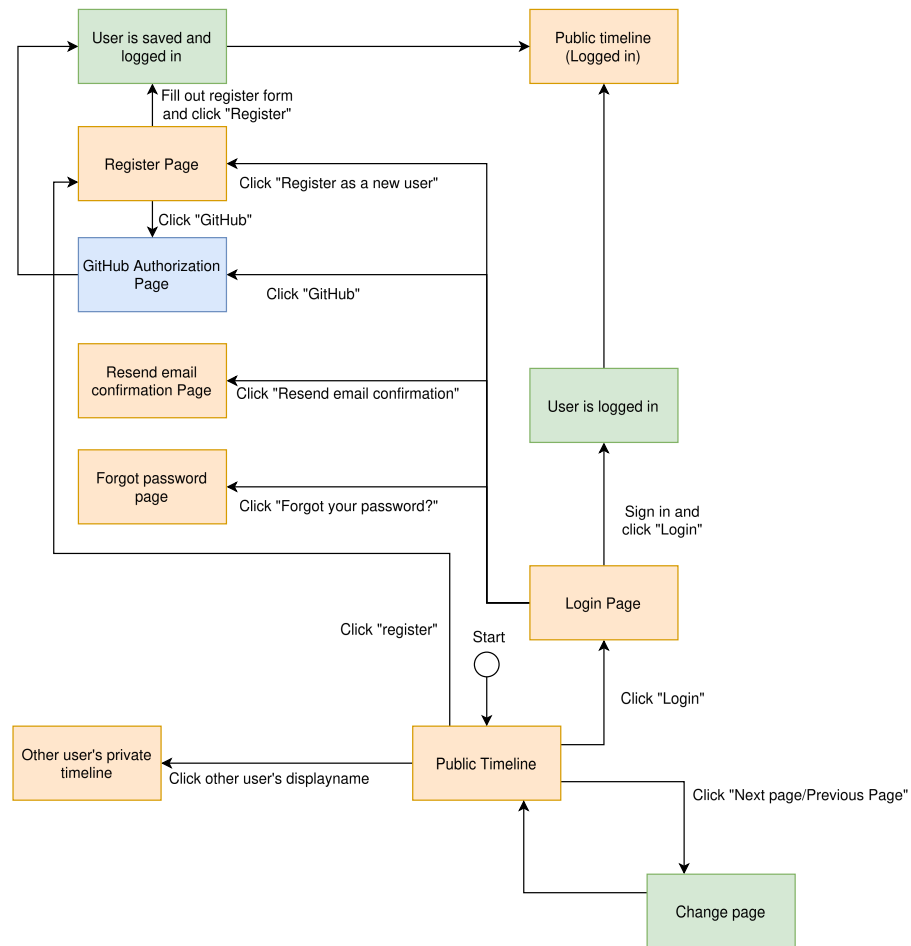 User is saved and
logged in
Public timeline
(Logged in)
Fill out register form
and click "Register"
Register Page
Click "Register as a new user"
Click "GitHub"
GitHub Authorization
Page
Click "GitHub"
Resend email
confirmation Page
Click "Resend email confirmation"
User is logged in
Forgot password
page
Click "Forgot your password?"
Sign in and
click "Login"
Login Page
Click "register"
Start
Click "Login"
Other user's private
timeline
Click other user's displayname
Public Timeline
Click "Next page/Previous Page"
Change page